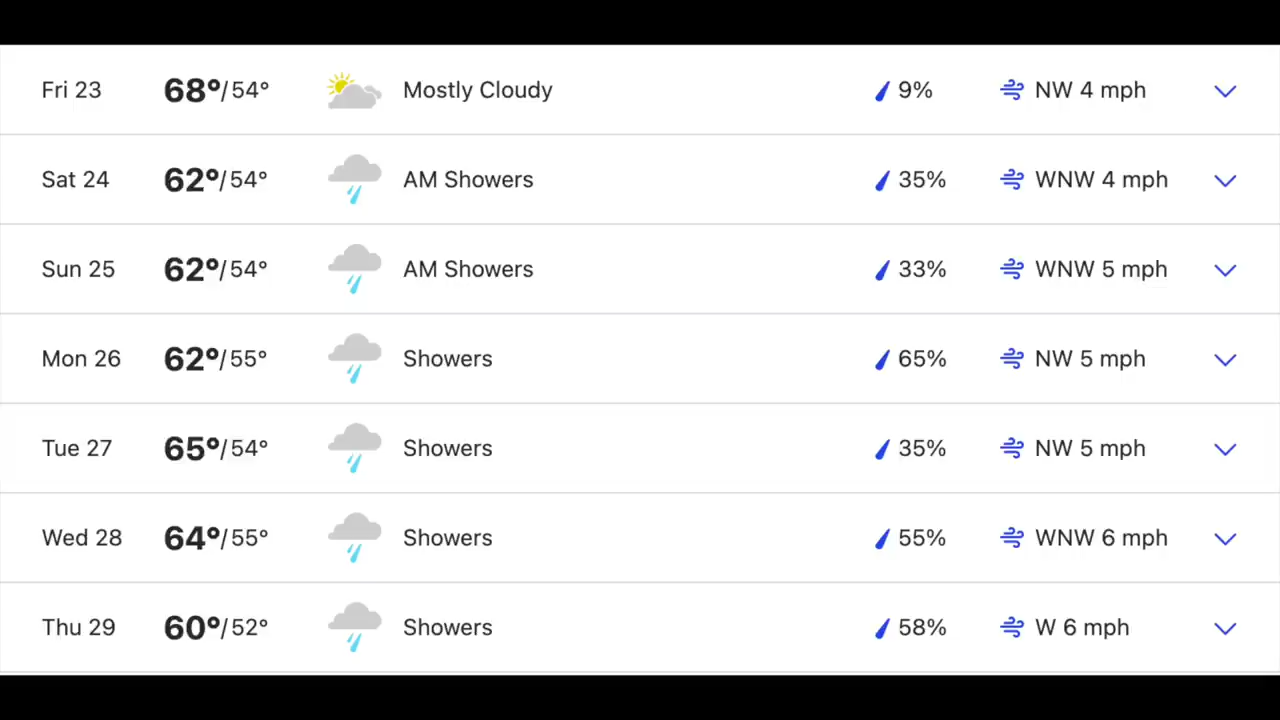 Fri 23 68°/54° Mostly Cloudy 9% NW 4 mph
Sat 24 62°/54° AM Showers 35% WNW 4 mph
Sun 25 62°/54° AM Showers 33% WNW 5 mph
Mon 26 62°/55° Showers 65% NW 5 mph
Tue 27 65°/54° Showers 35% NW 5 mph
Wed 28 64°/55° Showers 55% WNW 6 mph
Thu 29 60°/52° Showers 58% W 6 mph